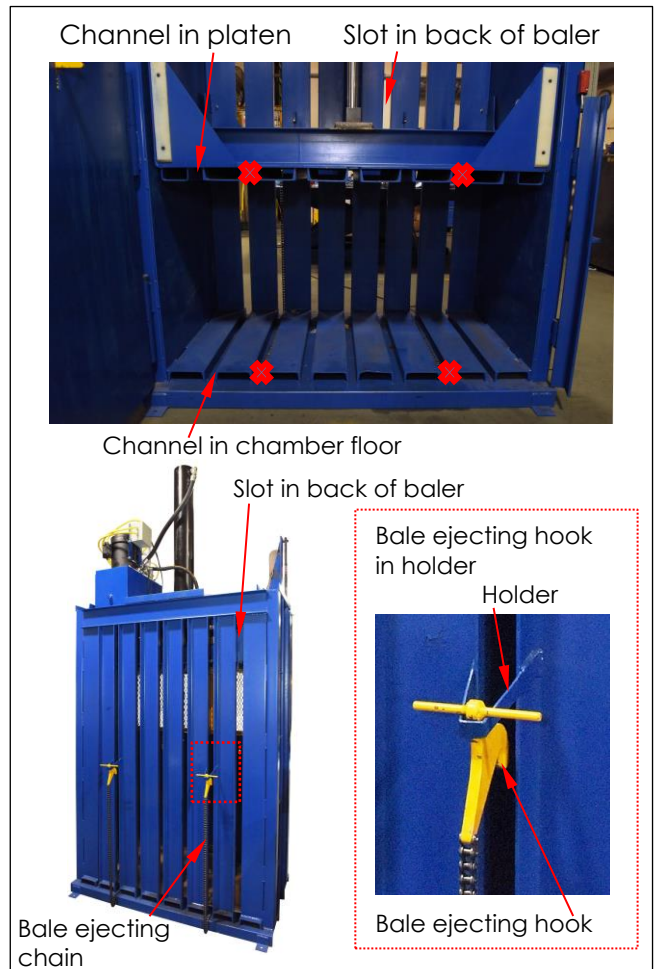 Channel in platen
Slot in back of baler
Channel in chamber floor
Slot in back of baler
Bale ejecting hook
in holder
Holder
Bale ejecting
chain
Bale ejecting hook